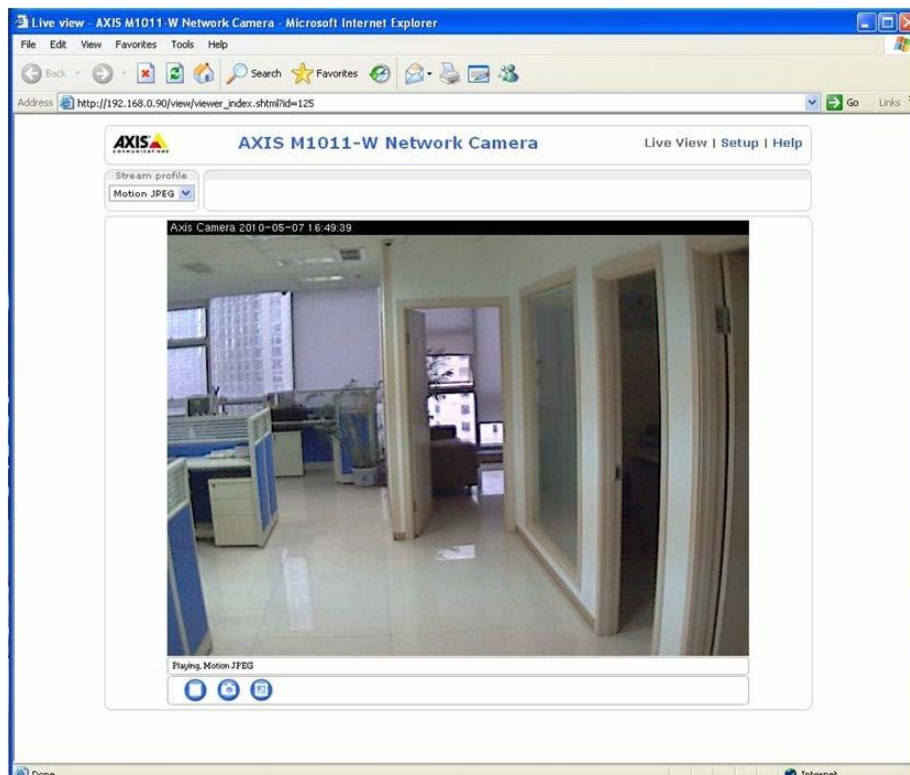 Live view - AXIS M1011-W Network Camera - Microsoft Internet Explorer
File Edit View Favorites Tools Help
Back Search Favorites
Address http://192.168.0.90/view/viewer_index.shtml?id=125 Go Links
AXIS COMMUNICATIONS AXIS M1011-W Network Camera Live View | Setup | Help
Stream profile
Motion JPEG
Axis Camera 2010-05-07 16:49:39
Playing, Motion JPEG
Done Internet